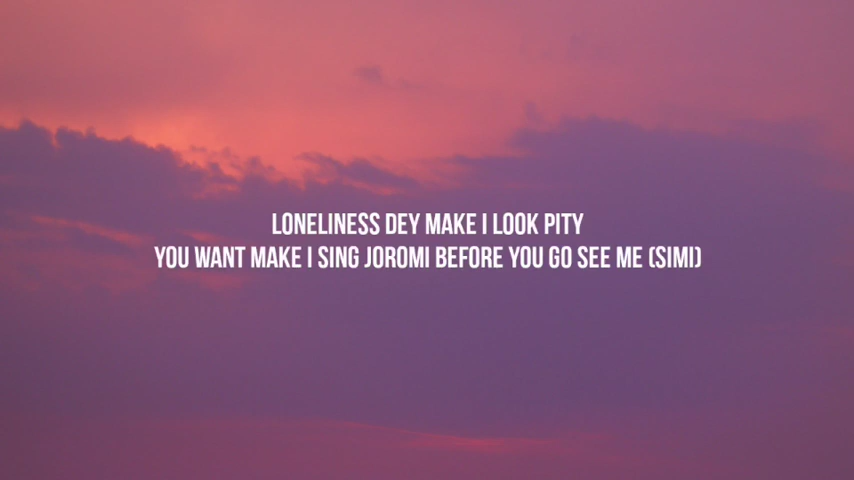 LONELINESS DEY MAKE I LOOK PITY
YOU WANT MAKE I SING JOROMI BEFORE YOU GO SEE ME (SIMI)